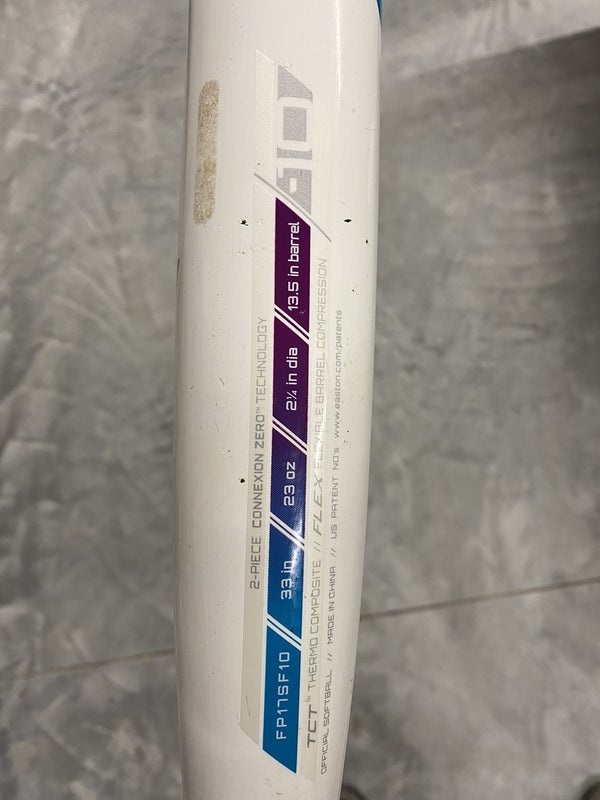 -10
2-PIECE CONNEXION ZERO™ TECHNOLOGY
FP17SF10 // 33 in // 23 oz // 2¼ in dia // 13.5 in barrel
TCT™ THERMO COMPOSITE // FLEX FLEXIBLE BARREL COMPRESSION
OFFICIAL SOFTBALL // MADE IN CHINA // US PATENT NO's www.easton.com/patents